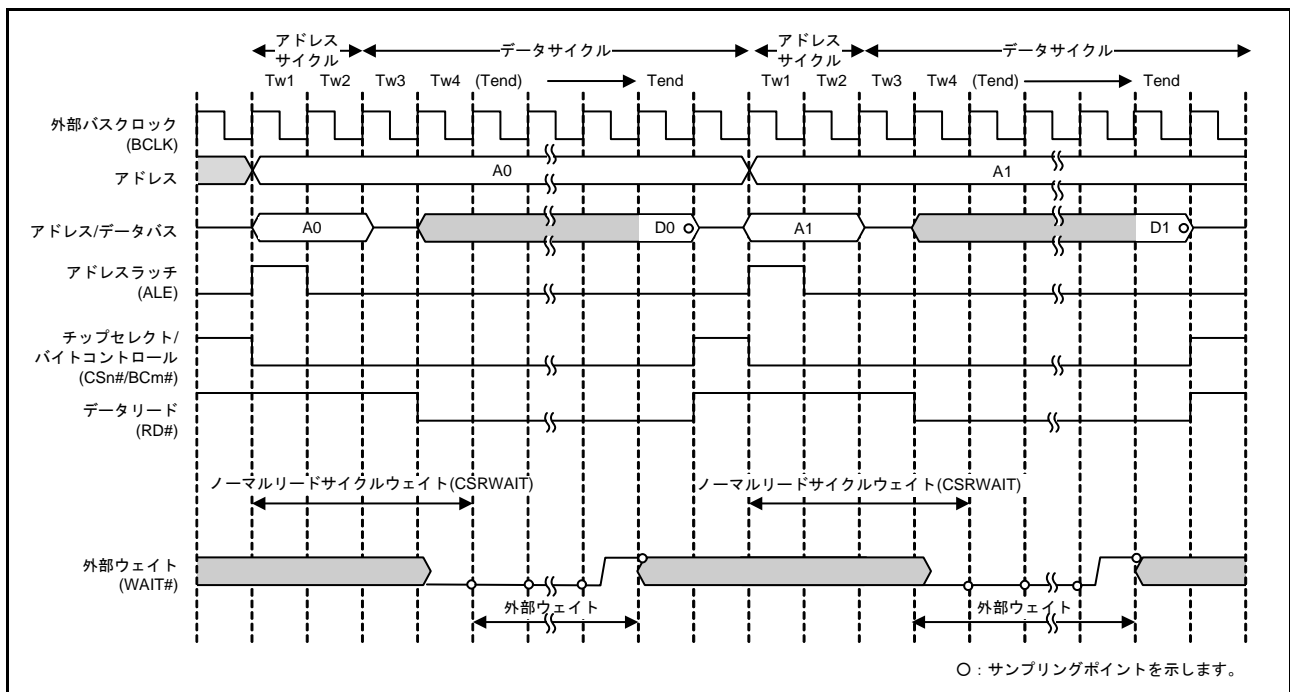 アドレス
サイクル
データサイクル
アドレス
サイクル
データサイクル
Tw1 Tw2 Tw3 Tw4 (Tend) Tend Tw1 Tw2 Tw3 Tw4 (Tend) Tend
外部バスクロック
(BCLK)
アドレス
A0 A1
アドレス/データバス
A0 D0 A1 D1
アドレスラッチ
(ALE)
チップセレクト/
バイトコントロール
(CSn#/BCm#)
データリード
(RD#)
ノーマルリードサイクルウェイト(CSRWAIT) ノーマルリードサイクルウェイト(CSRWAIT)
外部ウェイト
(WAIT#)
外部ウェイト 外部ウェイト
○:サンプリングポイントを示します。